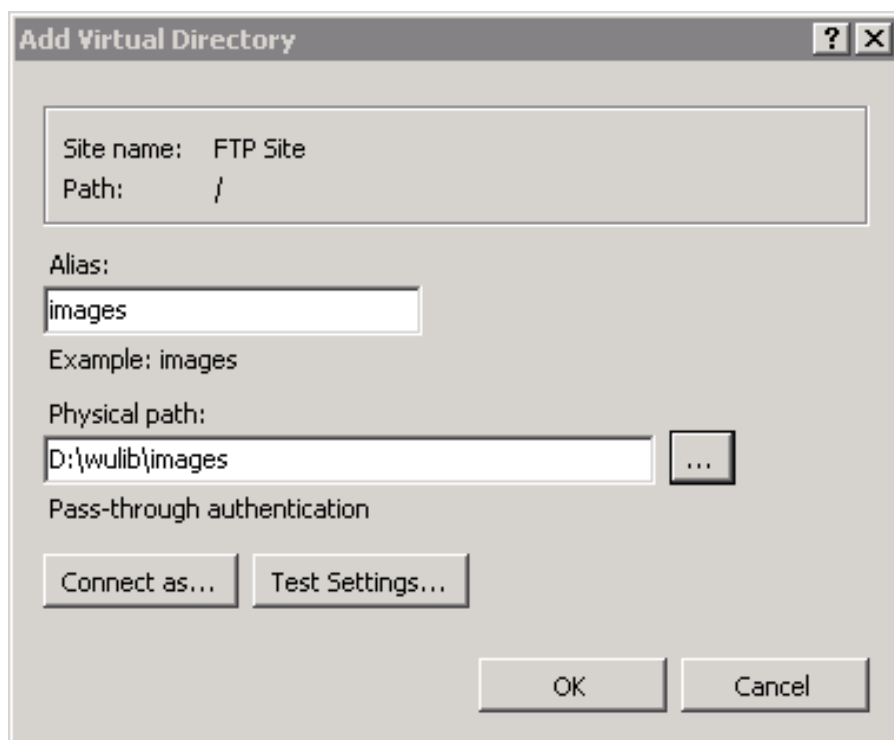 Add Virtual Directory
Site name: FTP Site
Path: /
Alias:
images
Example: images
Physical path:
D:\wulib\images
...
Pass-through authentication
Connect as... Test Settings...
OK Cancel